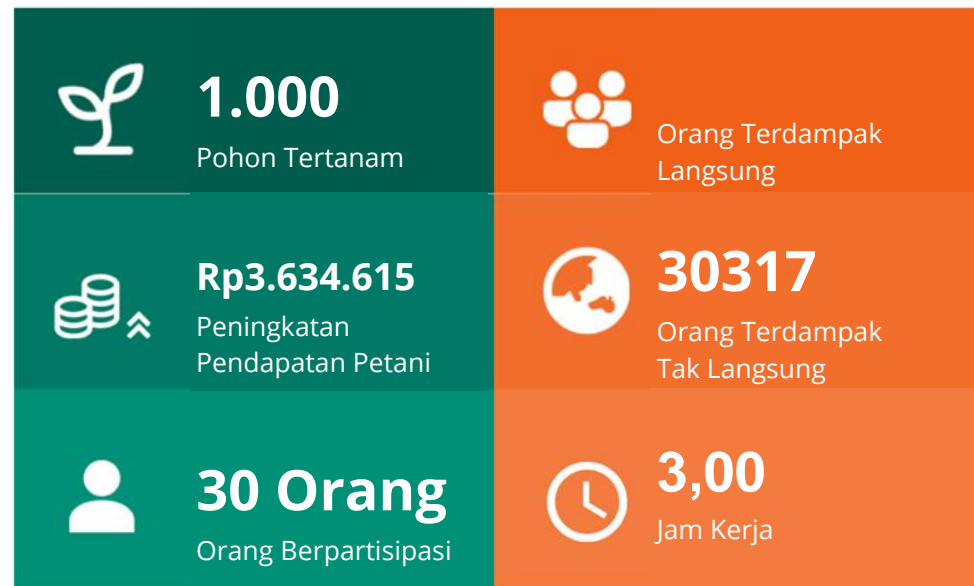 1.000
Pohon Tertanam
Orang Terdampak
Langsung
Rp3.634.615
Peningkatan
Pendapatan Petani
30317
Orang Terdampak
Tak Langsung
30 Orang
Orang Berpartisipasi
3,00
Jam Kerja